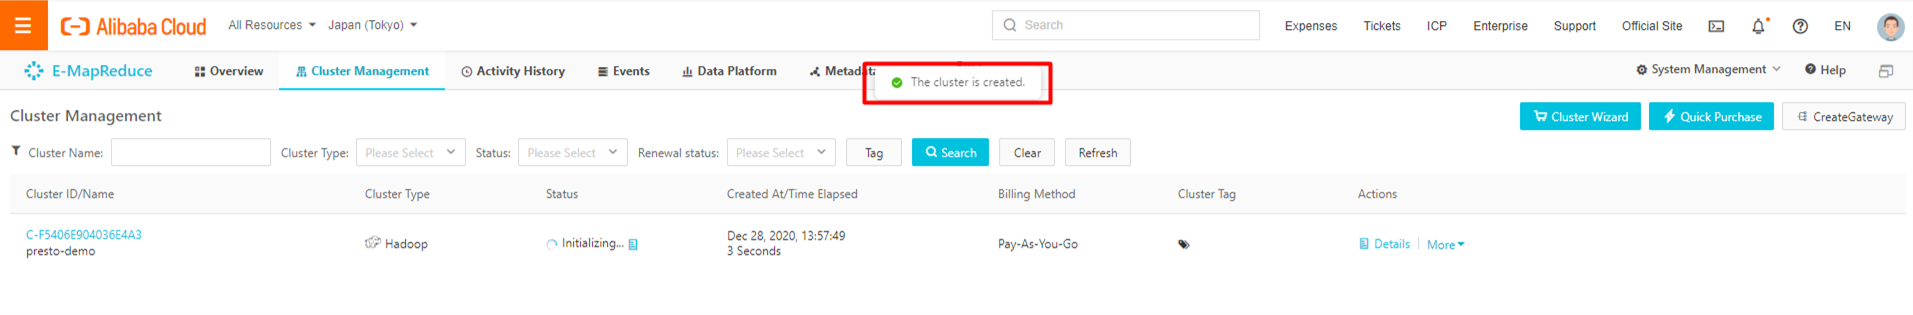 Alibaba Cloud All Resources Japan (Tokyo) Search Expenses Tickets ICP Enterprise Support Official Site EN
E-MapReduce Overview Cluster Management Activity History Events Data Platform Metadata System Management Help
The cluster is created.
Cluster Management Cluster Wizard Quick Purchase CreateGateway
Cluster Name: Cluster Type: Please Select Status: Please Select Renewal status: Please Select Tag Search Clear Refresh
Cluster ID/Name Cluster Type Status Created At/Time Elapsed Billing Method Cluster Tag Actions
C-F5406E904036E4A3 Hadoop Initializing... Dec 28, 2020, 13:57:49 Pay-As-You-Go Details More
presto-demo 3 Seconds